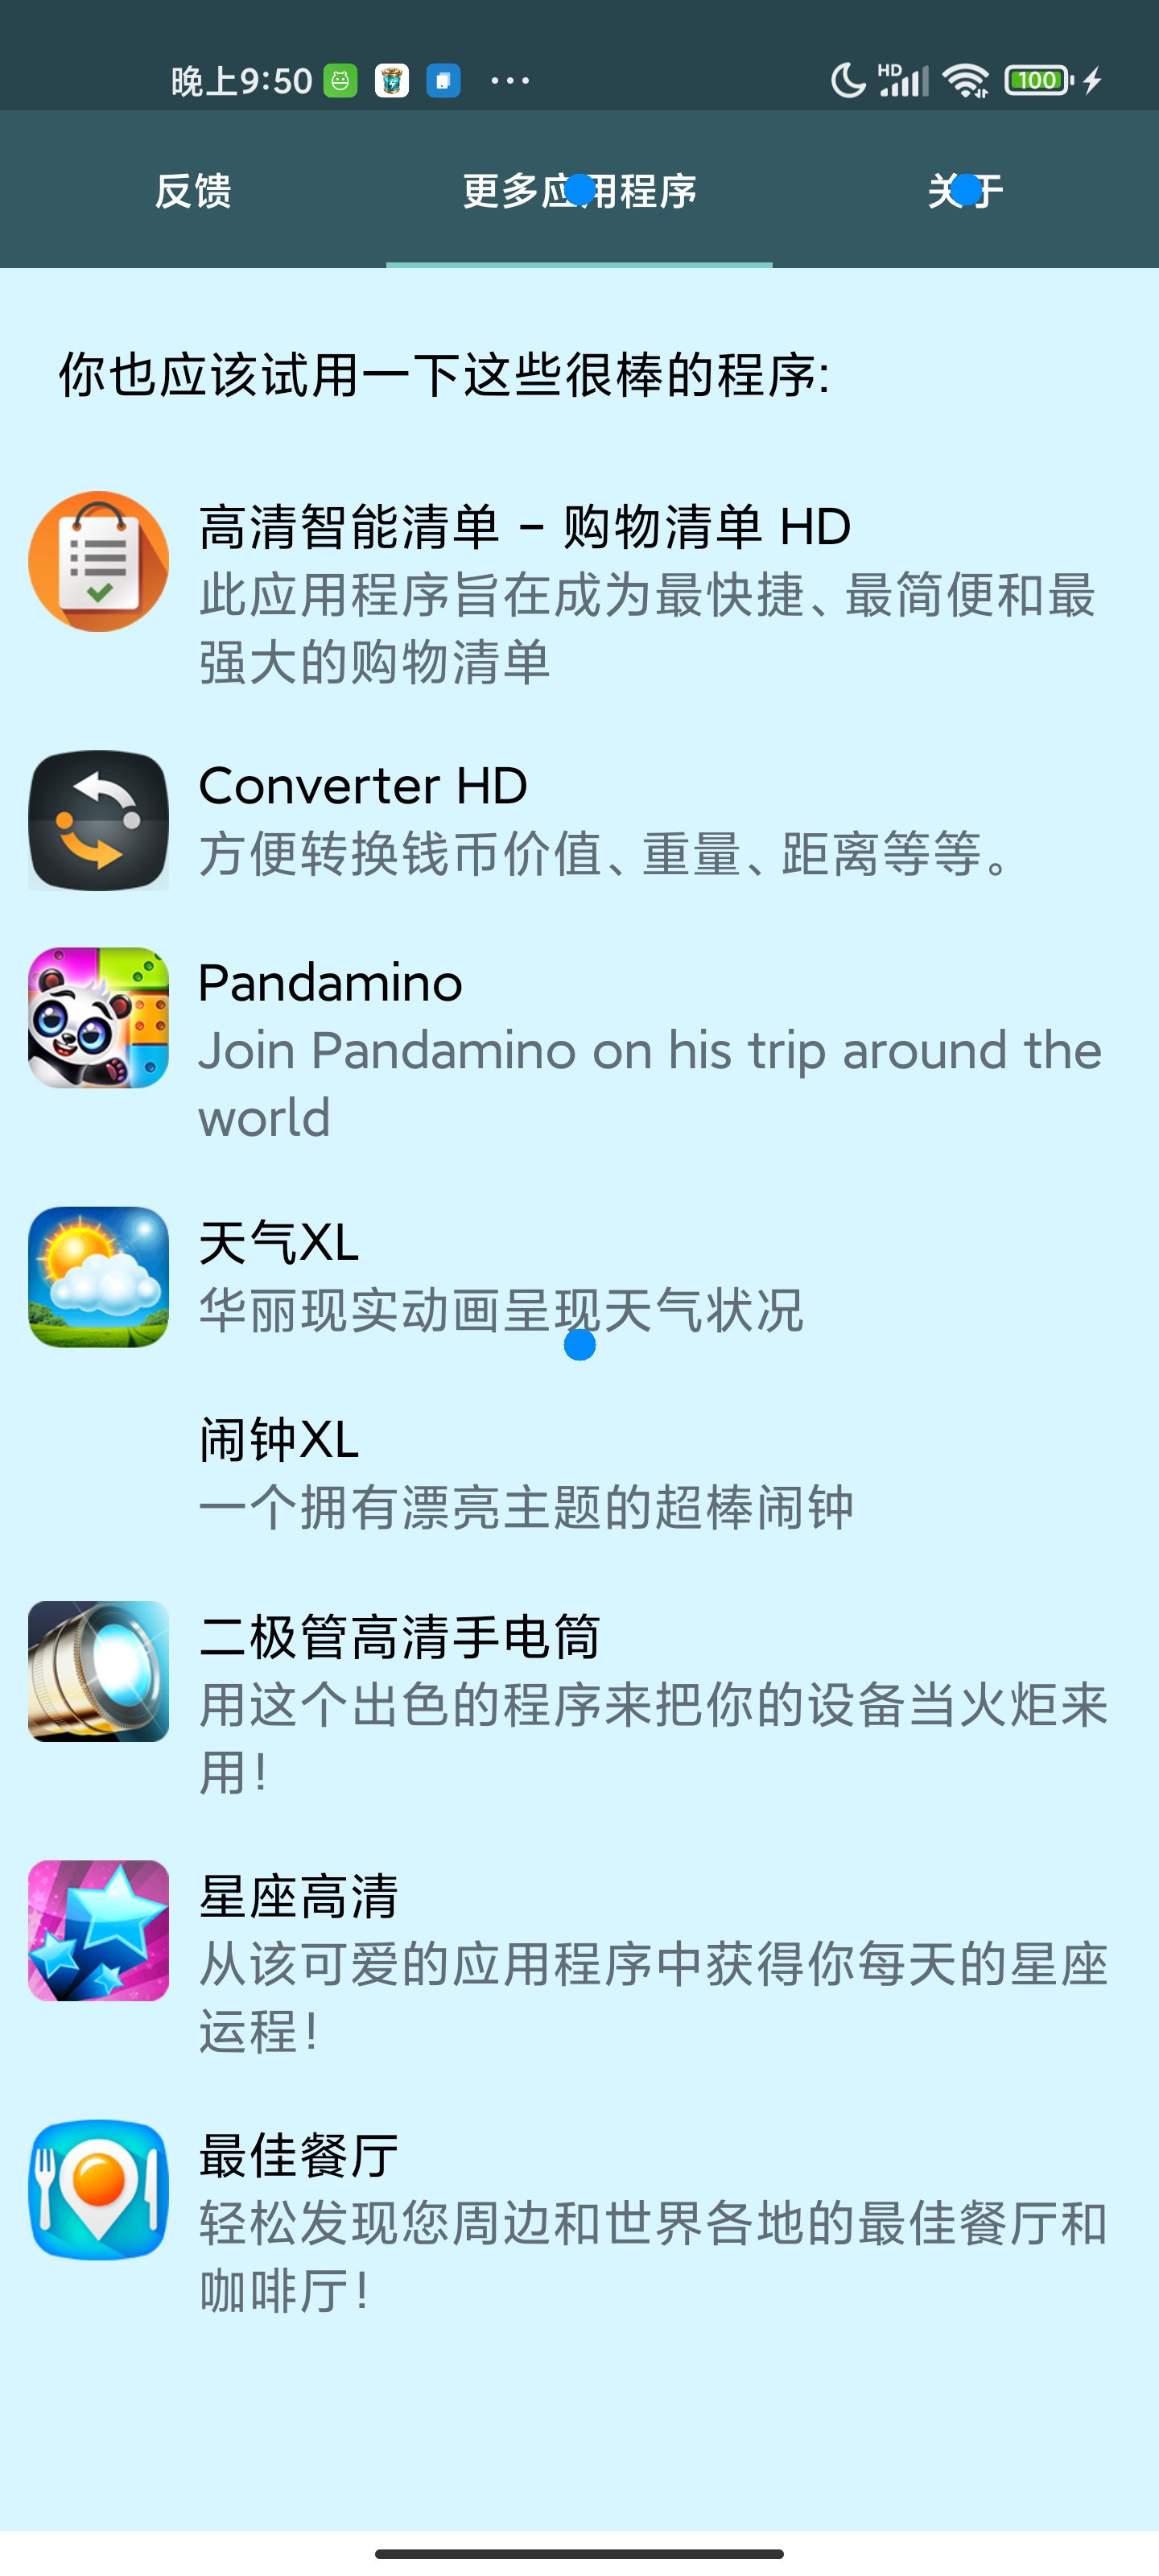 晚上9:50
HD
100
反馈 更多应用程序 关于
你也应该试用一下这些很棒的程序:
高清智能清单 – 购物清单 HD
此应用程序旨在成为最快捷、最简便和最
强大的购物清单
Converter HD
方便转换钱币价值、重量、距离等等。
Pandamino
Join Pandamino on his trip around the
world
天气XL
华丽现实动画呈现天气状况
闹钟XL
一个拥有漂亮主题的超棒闹钟
二极管高清手电筒
用这个出色的程序来把你的设备当火炬来
用!
星座高清
从该可爱的应用程序中获得你每天的星座
运程!
最佳餐厅
轻松发现您周边和世界各地的最佳餐厅和
咖啡厅!